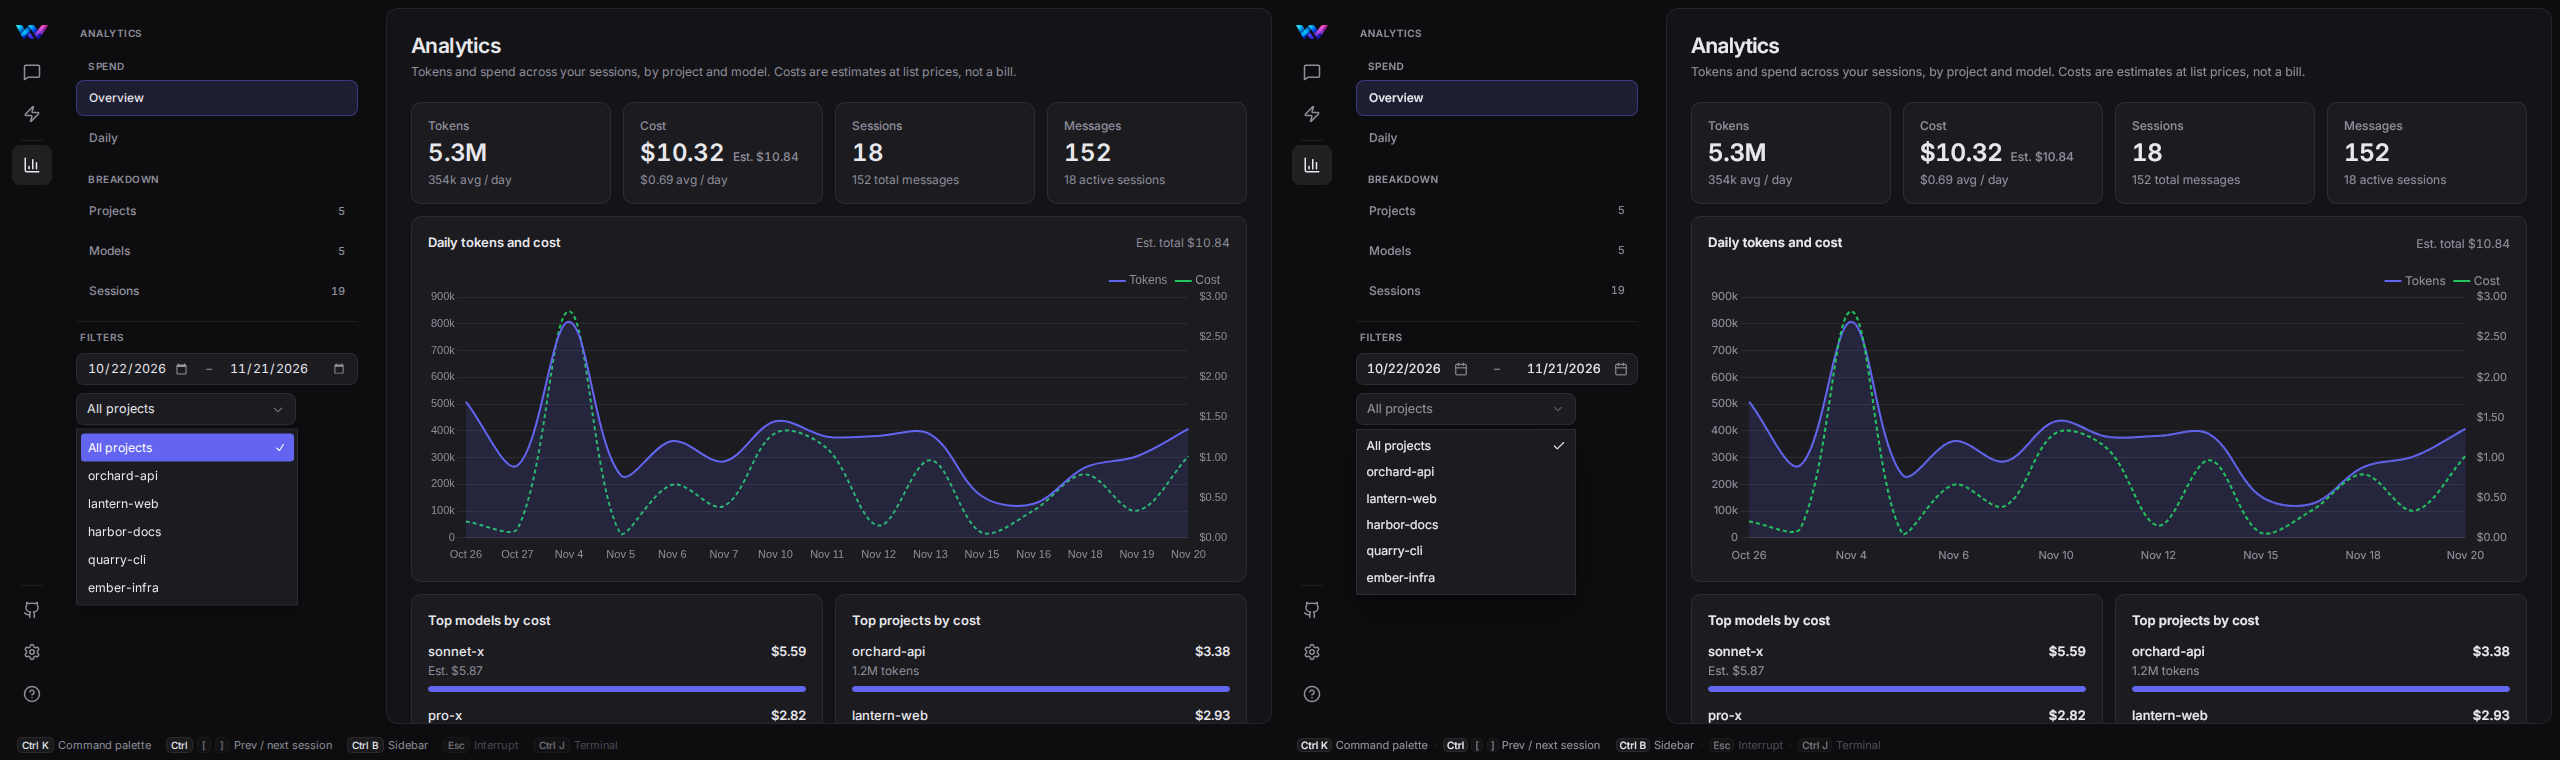 ANALYTICS
SPEND
Overview
Daily
BREAKDOWN
Projects 5
Models 5
Sessions 19
FILTERS
10/22/2026 – 11/21/2026
All projects
All projects
orchard-api
lantern-web
harbor-docs
quarry-cli
ember-infra
Analytics
Tokens and spend across your sessions, by project and model. Costs are estimates at list prices, not a bill.
Tokens
5.3M
354k avg / day
Cost
$10.32 Est. $10.84
$0.69 avg / day
Sessions
18
152 total messages
Messages
152
18 active sessions
Daily tokens and cost
Est. total $10.84
Tokens Cost
900k $3.00
800k
$2.50
700k
600k $2.00
500k
$1.50
400k
300k $1.00
200k
$0.50
100k
0 $0.00
Oct 26 Oct 27 Nov 4 Nov 5 Nov 6 Nov 7 Nov 10 Nov 11 Nov 12 Nov 13 Nov 15 Nov 16 Nov 18 Nov 19 Nov 20
Top models by cost
sonnet-x $5.59
Est. $5.87
pro-x $2.82
Top projects by cost
orchard-api $3.38
1.2M tokens
lantern-web $2.93
Ctrl K Command palette Ctrl [ ] Prev / next session Ctrl B Sidebar Esc Interrupt Ctrl J Terminal
ANALYTICS
SPEND
Overview
Daily
BREAKDOWN
Projects 5
Models 5
Sessions 19
FILTERS
10/22/2026 – 11/21/2026
All projects
All projects
orchard-api
lantern-web
harbor-docs
quarry-cli
ember-infra
Analytics
Tokens and spend across your sessions, by project and model. Costs are estimates at list prices, not a bill.
Tokens
5.3M
354k avg / day
Cost
$10.32 Est. $10.84
$0.69 avg / day
Sessions
18
152 total messages
Messages
152
18 active sessions
Daily tokens and cost
Est. total $10.84
Tokens Cost
900k $3.00
800k
$2.50
700k
600k $2.00
500k
$1.50
400k
300k $1.00
200k
$0.50
100k
0 $0.00
Oct 26 Nov 4 Nov 6 Nov 10 Nov 12 Nov 15 Nov 18 Nov 20
Top models by cost
sonnet-x $5.59
Est. $5.87
pro-x $2.82
Top projects by cost
orchard-api $3.38
1.2M tokens
lantern-web $2.93
Ctrl K Command palette · Ctrl [ ] Prev / next session · Ctrl B Sidebar · Esc Interrupt · Ctrl J Terminal